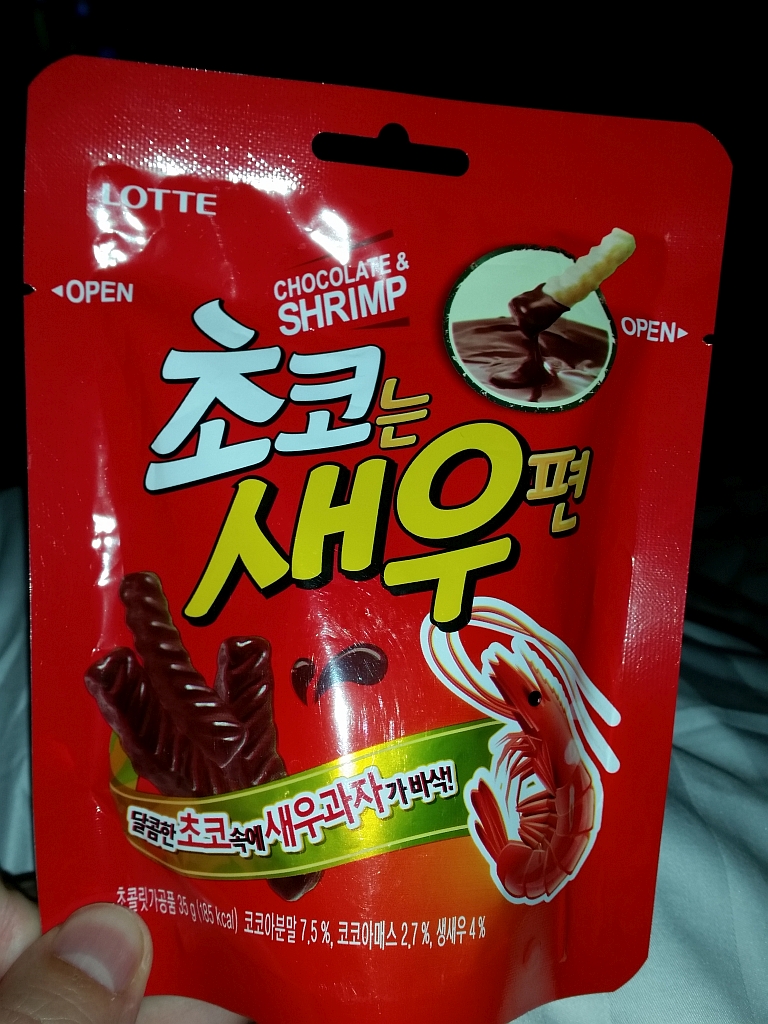 LOTTE
◄OPEN
CHOCOLATE &
SHRIMP
OPEN►
초코는
새우편
달콤한 초코 속에 새우과자가 바삭!
초콜릿가공품 35 g (185 kcal) 코코아분말 7.5 %, 코코아매스 2.7 %, 생새우 4 %